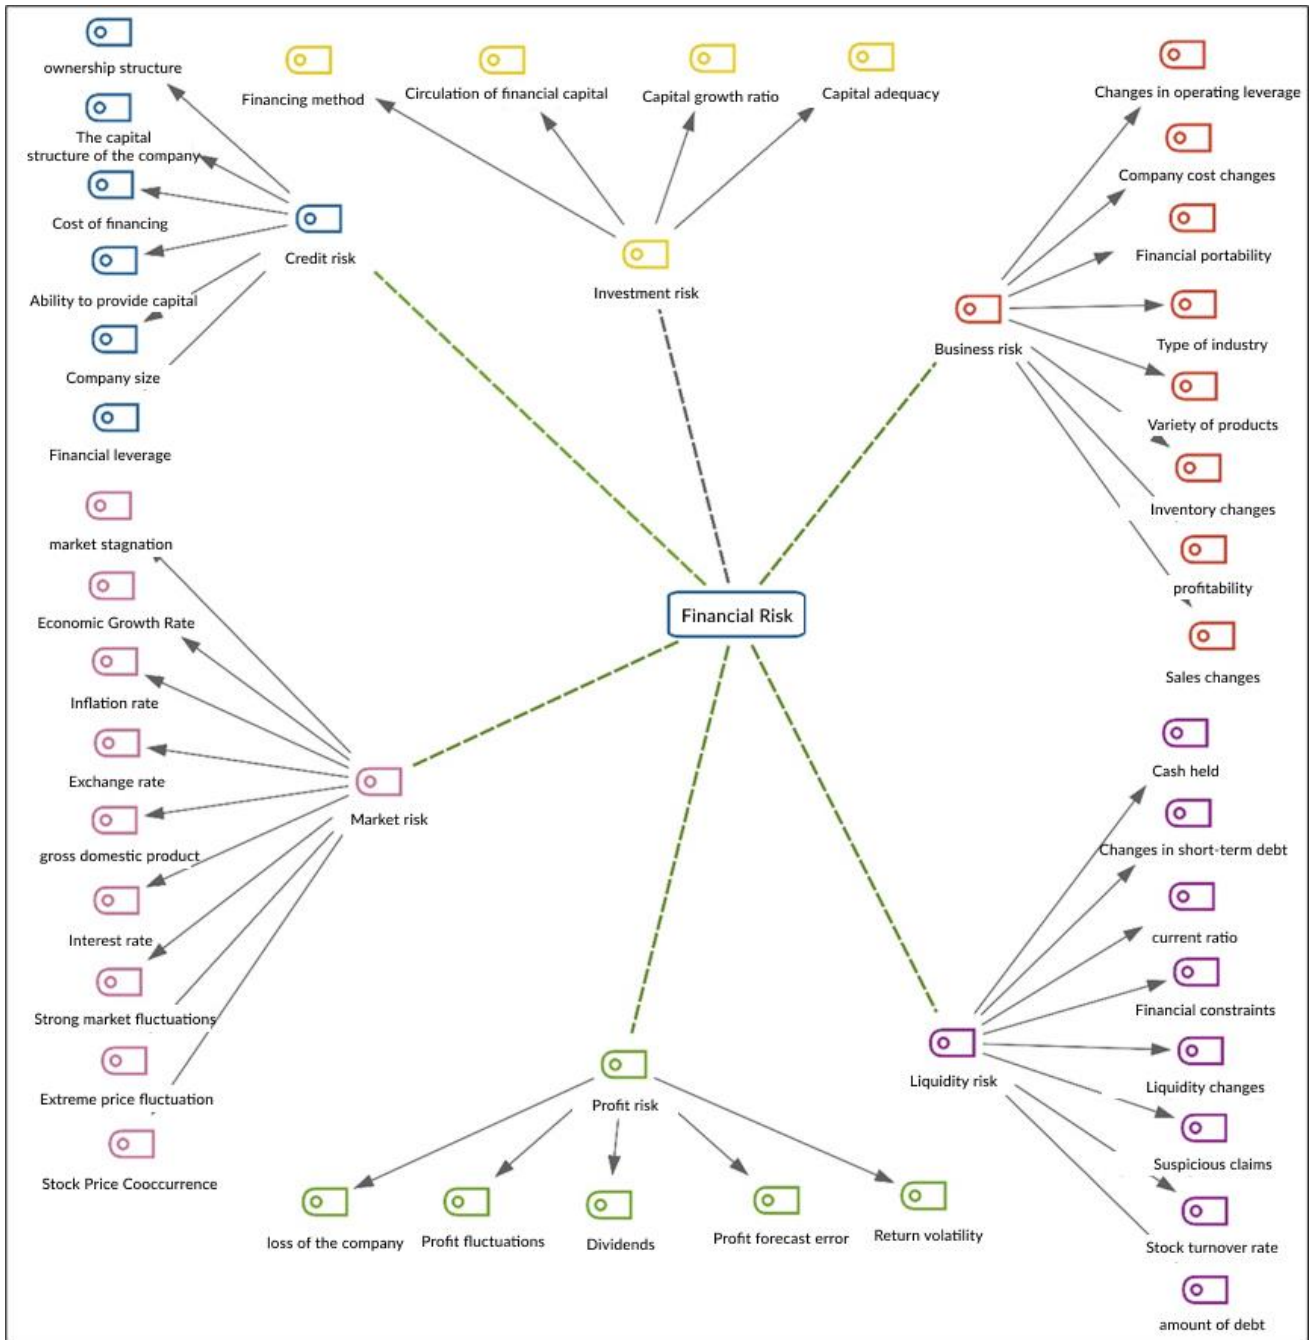 ownership structure
The capital
structure of the company
Cost of financing
Ability to provide capital
Company size
Financial leverage
Credit risk
Financing method
Circulation of financial capital
Capital growth ratio
Capital adequacy
Investment risk
Changes in operating leverage
Company cost changes
Financial portability
Type of industry
Variety of products
Inventory changes
profitability
Sales changes
Business risk
Financial Risk
market stagnation
Economic Growth Rate
Inflation rate
Exchange rate
gross domestic product
Interest rate
Strong market fluctuations
Extreme price fluctuation
Stock Price Cooccurrence
Market risk
Cash held
Changes in short-term debt
current ratio
Financial constraints
Liquidity changes
Suspicious claims
Stock turnover rate
amount of debt
Liquidity risk
Profit risk
loss of the company
Profit fluctuations
Dividends
Profit forecast error
Return volatility